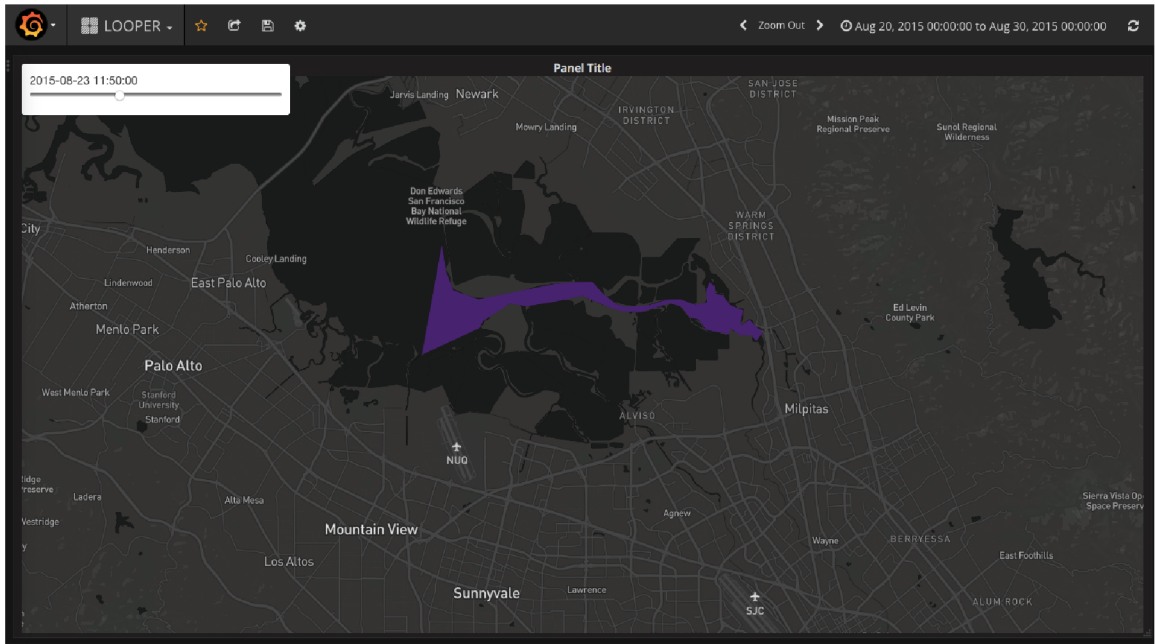 LOOPER
Zoom Out
Aug 20, 2015 00:00:00 to Aug 30, 2015 00:00:00
Panel Title
2015-08-23 11:50:00
SAN JOSE
DISTRICT
Jarvis Landing
Newark
IRVINGTON
DISTRICT
Mowry Landing
Mission Peak
Regional Preserve
Sunol Regional
Wilderness
Don Edwards
San Francisco
Bay National
Wildlife Refuge
WARM
SPRINGS
DISTRICT
City
Henderson
Cooley Landing
Lindenwood
East Palo Alto
Atherton
Ed Levin
County Park
Menlo Park
Palo Alto
West Menlo Park
Stanford
University
Stanford
ALVISO
Milpitas
NUQ
Ridge
Preserve
Ladera
Alta Mesa
Sierra Vista Op
Space Preserv
Agnew
Westridge
Mountain View
Wayne
BERRYESSA
y
East Foothills
Los Altos
Sunnyvale
Lawrence
SJC
ALUM ROCK